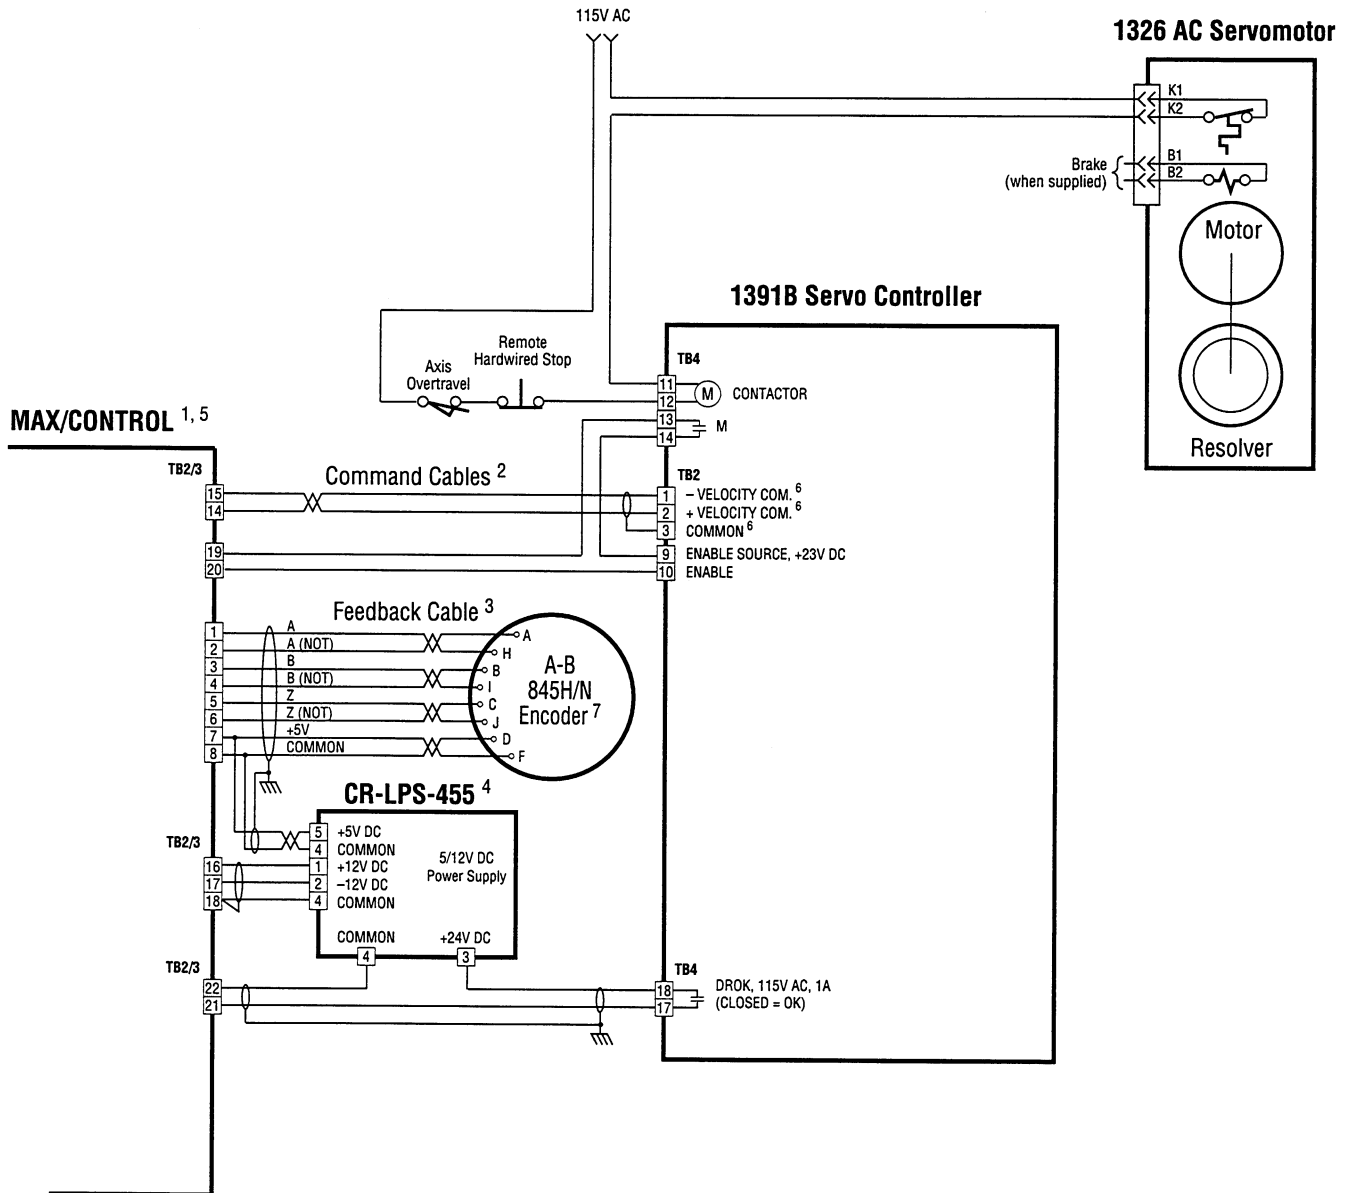 115V AC
1326 AC Servomotor
K1
K2
B1
B2
Brake
(when supplied)
Motor
Resolver
1391B Servo Controller
Remote
Hardwired Stop
Axis
Overtravel
TB4
11
12
13
14
M
CONTACTOR
M
MAX/CONTROL 1, 5
TB2/3
15
14
19
20
Command Cables 2
TB2
1
– VELOCITY COM. 6
2
+ VELOCITY COM. 6
3
COMMON 6
9
ENABLE SOURCE, +23V DC
10
ENABLE
Feedback Cable 3
1
A
A
2
A (NOT)
H
3
B
B
4
B (NOT)
I
5
Z
C
6
Z (NOT)
J
7
+5V
D
8
COMMON
F
A-B
845H/N
Encoder 7
CR-LPS-455 4
5
+5V DC
4
COMMON
1
+12V DC
2
–12V DC
4
COMMON
5/12V DC
Power Supply
TB2/3
16
17
18
COMMON
+24V DC
4
3
TB2/3
22
21
TB4
18
17
DROK, 115V AC, 1A
(CLOSED = OK)